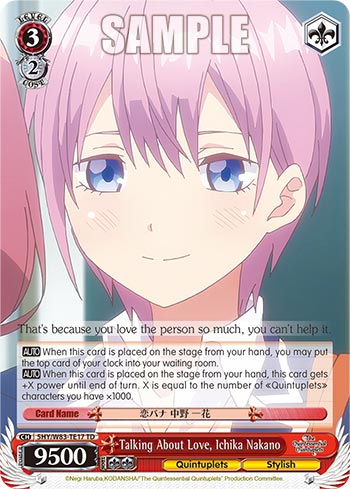 LEVEL
3
SAMPLE
2
COST
That's because you love the person so much, you can't help it.
AUTO When this card is placed on the stage from your hand, you may put
the top card of your clock into your waiting room.
AUTO When this card is placed on the stage from your hand, this card gets
+X power until end of turn. X is equal to the number of «Quintuplets»
characters you have ×1000.
Card Name 恋バナ 中野 一花
CH 5HY/W83-TE17 TD
Talking About Love, Ichika Nakano
The Quintessential Quintuplets
9500
Quintuplets
Stylish
©Negi Haruba,KODANSHA/"The Quintessential Quintuplets" Production Committee.